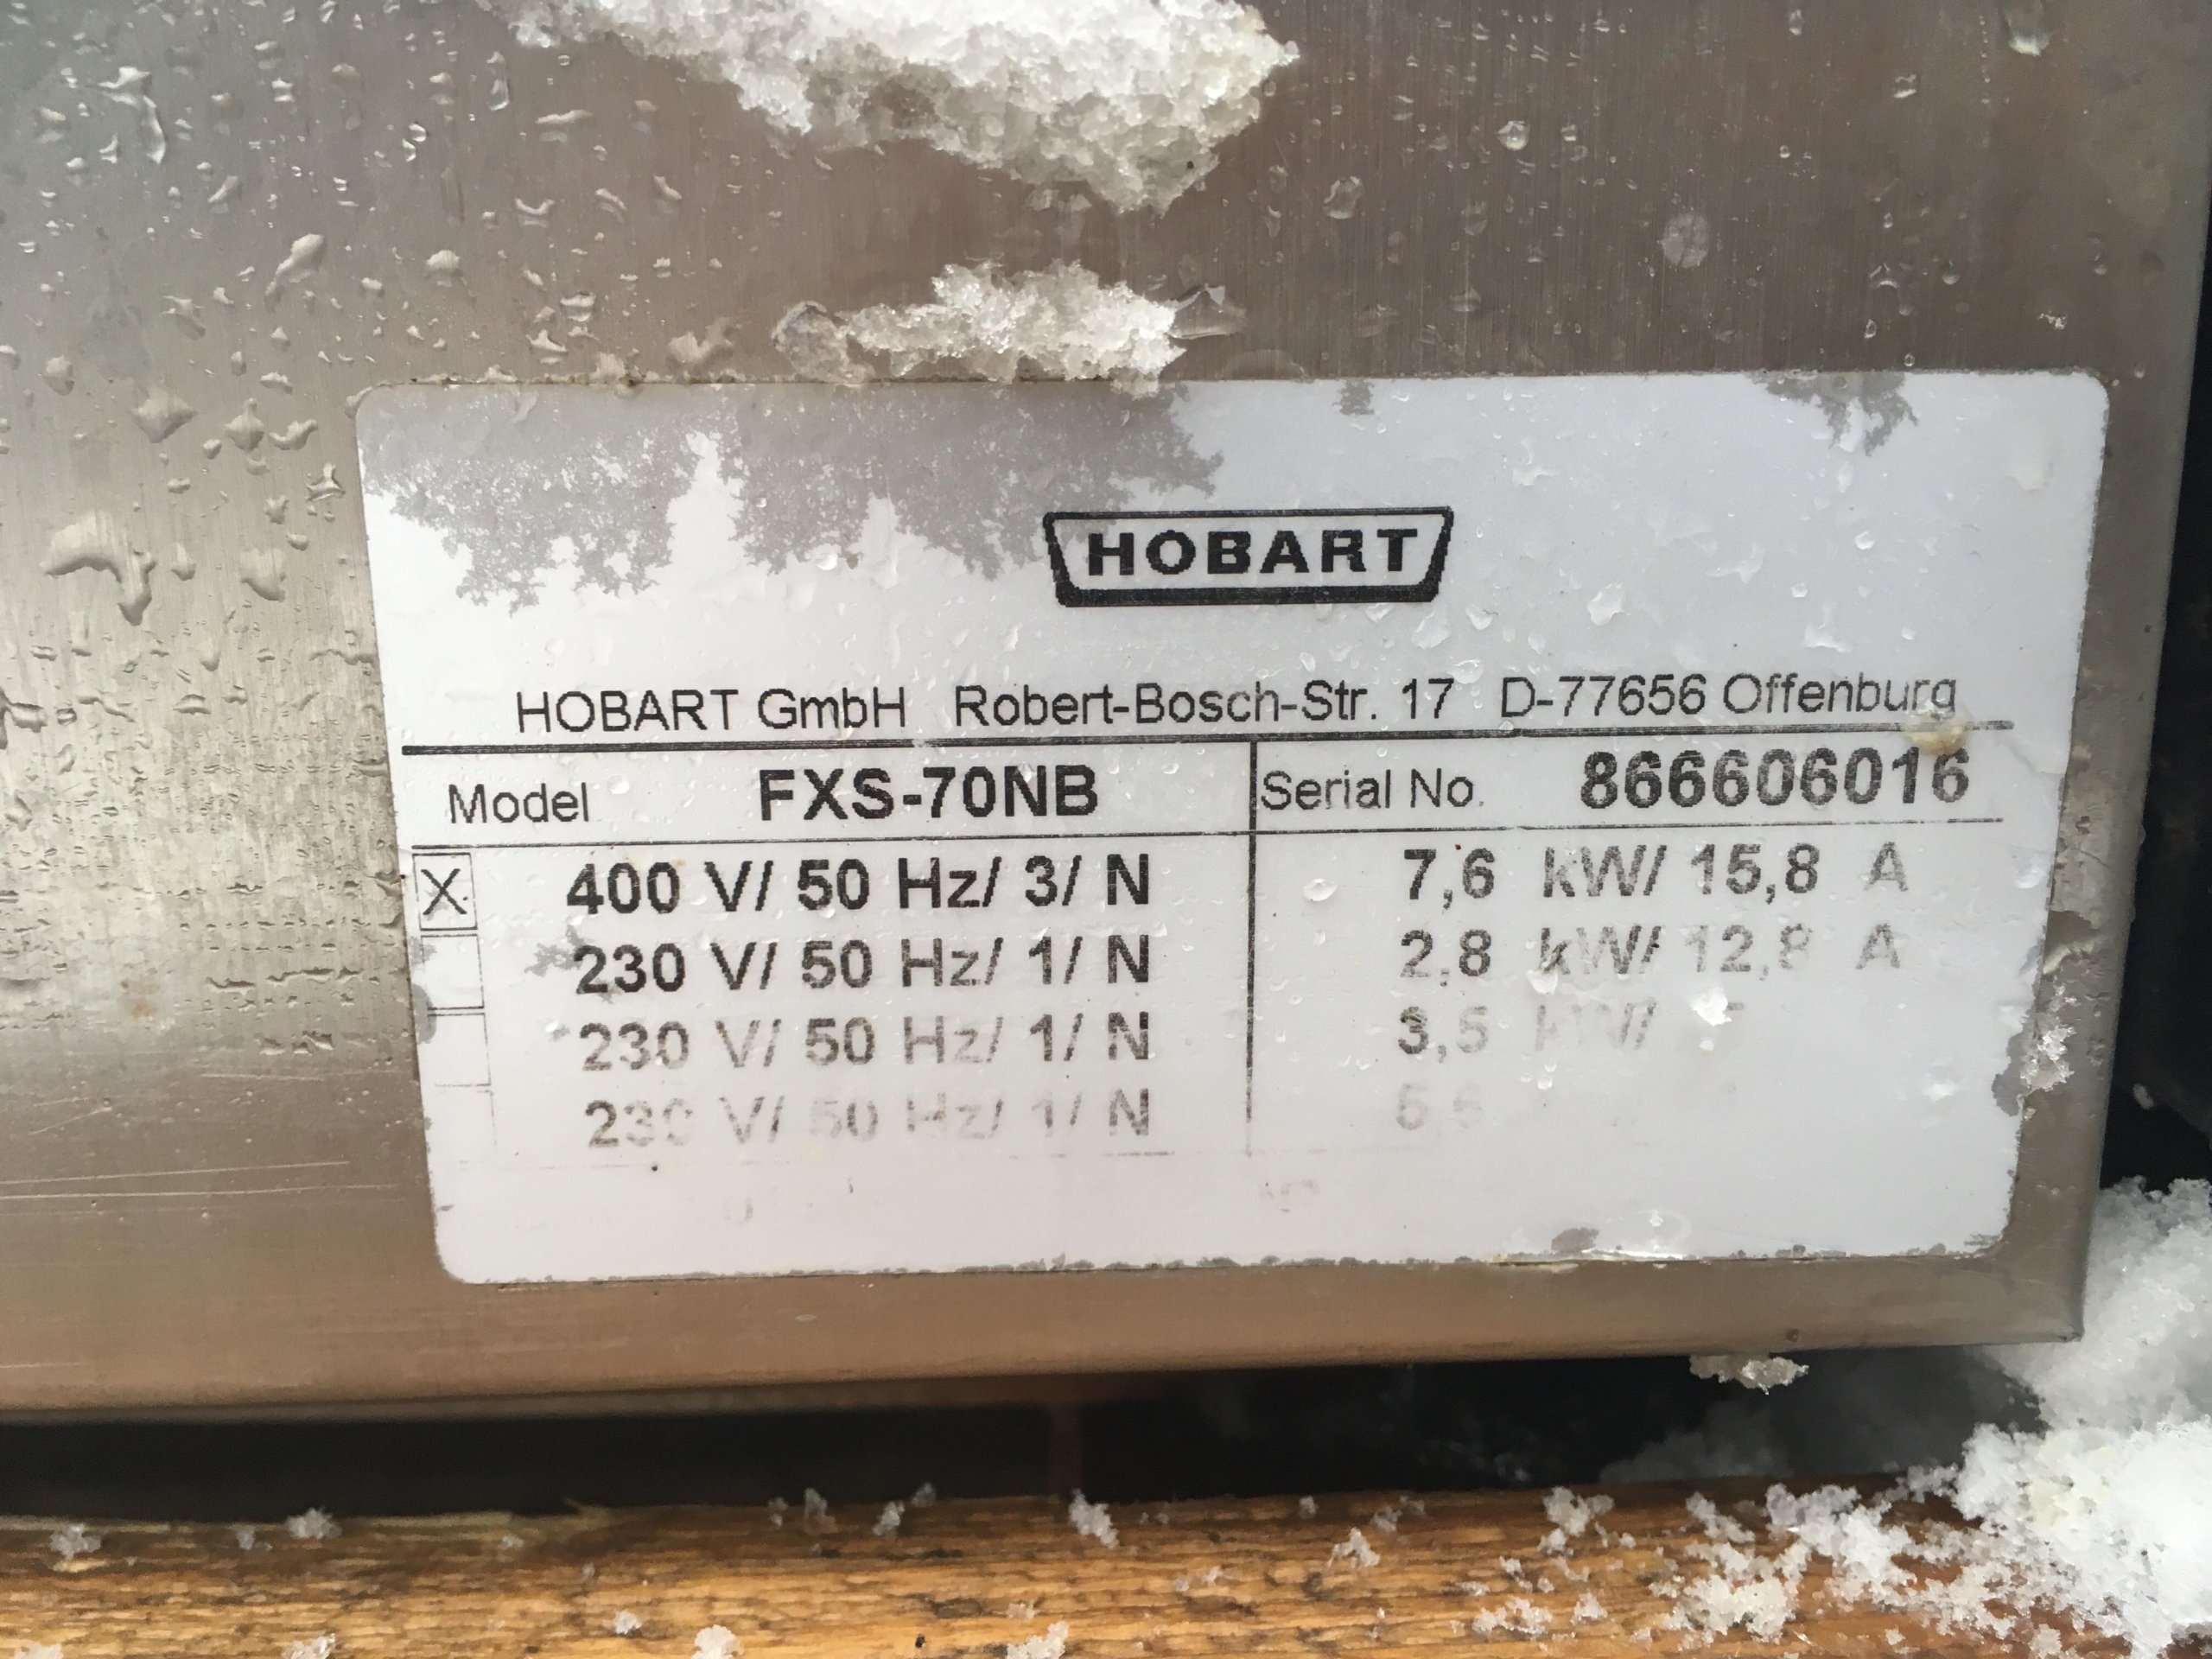 HOBART
HOBART GmbH Robert-Bosch-Str. 17 D-77656 Offenburg
Model FXS-70NB Serial No. 866606016
X 400 V/ 50 Hz/ 3/ N 7,6 kW/ 15,8 A
230 V/ 50 Hz/ 1/ N 2,8 kW/ 12,8 A
230 V/ 50 Hz/ 1/ N 3,5 kW/
230 V/ 50 Hz/ 1/ N